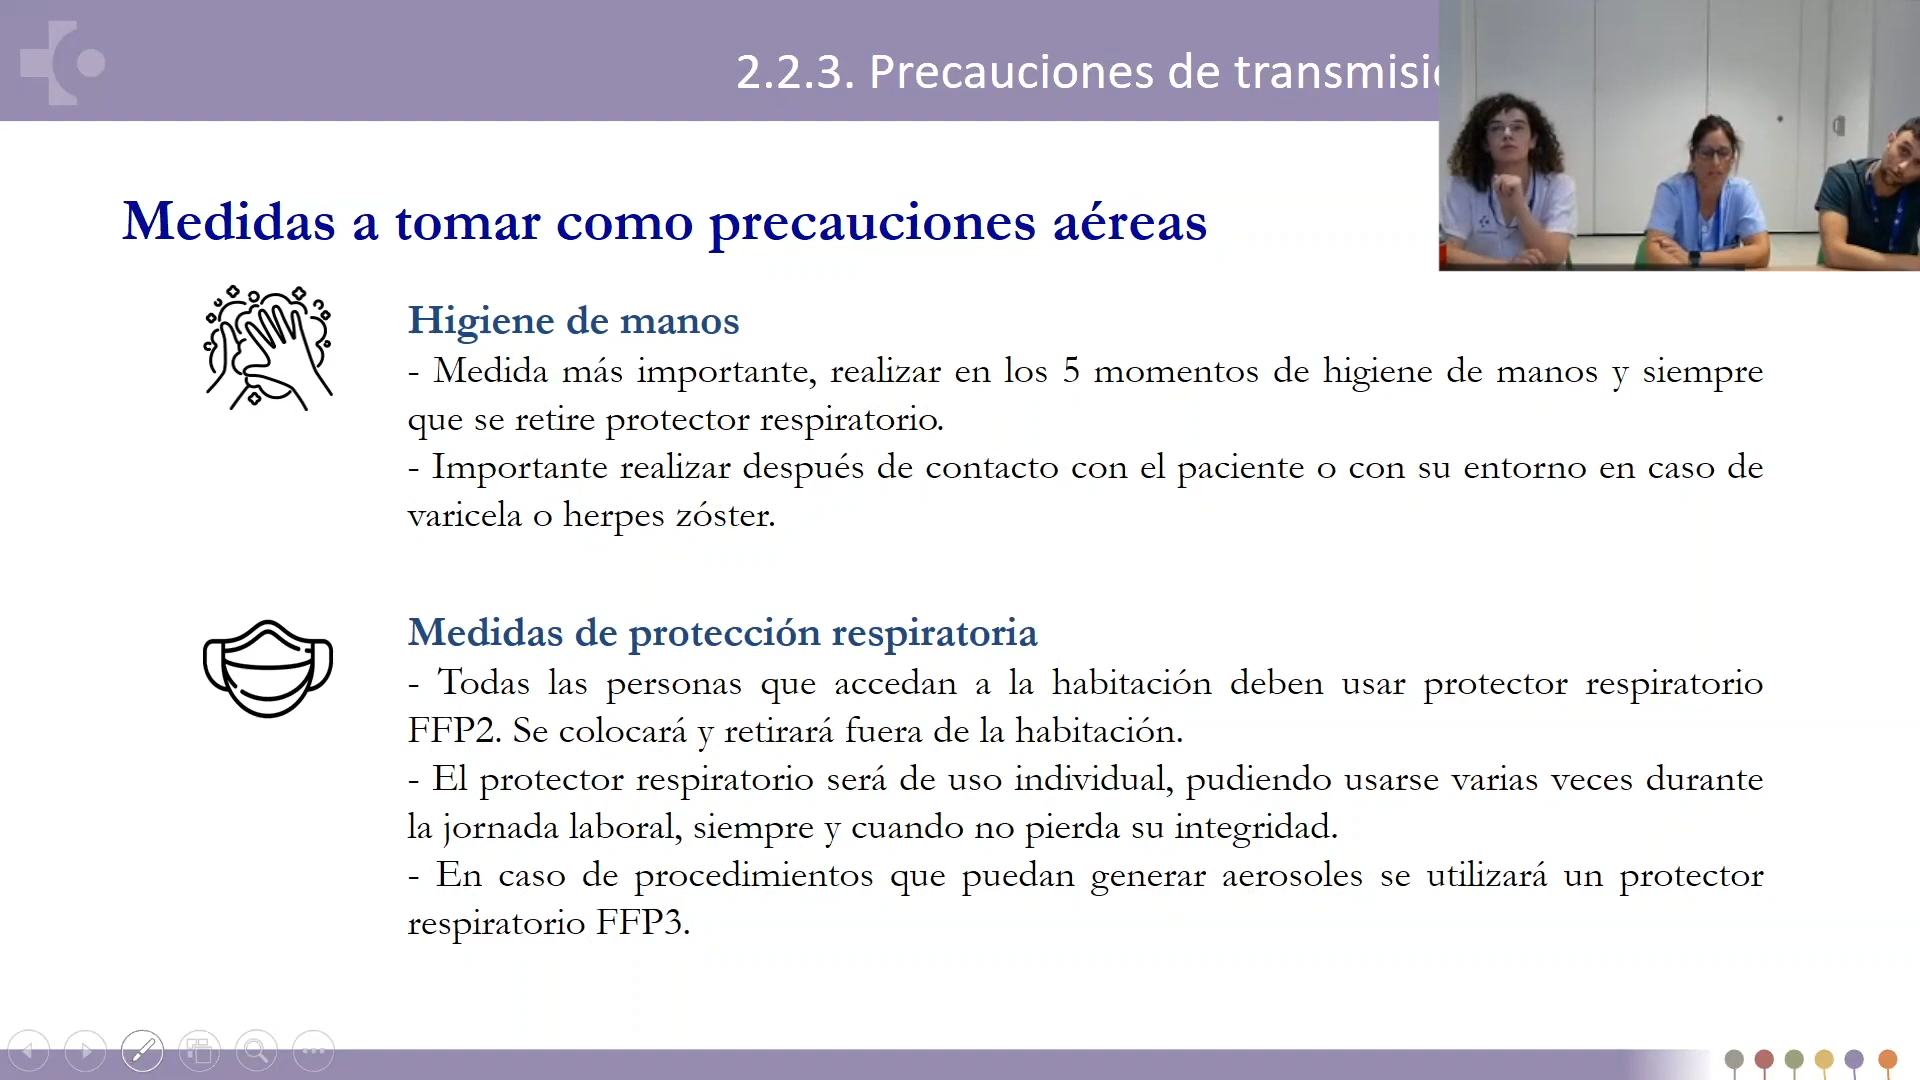 2.2.3. Precauciones de
Medidas a tomar como precauciones aéreas
Higiene de manos
- Medida más importante, realizar en los 5 momentos de higiene de manos y siempre
que se retire protector respiratorio.
- Importante realizar después de contacto con el paciente o con su entorno en caso de
varicela o herpes zóster.
Medidas de protección respiratoria
- Todas las personas que accedan a la habitación deben usar protector respiratorio
FFP2. Se colocará y retirará fuera de la habitación.
- El protector respiratorio será de uso individual, pudiendo usarse varias veces durante
la jornada laboral, siempre y cuando no pierda su integridad.
- En caso de procedimientos que puedan generar aerosoles se utilizará un protector
respiratorio FFP3.